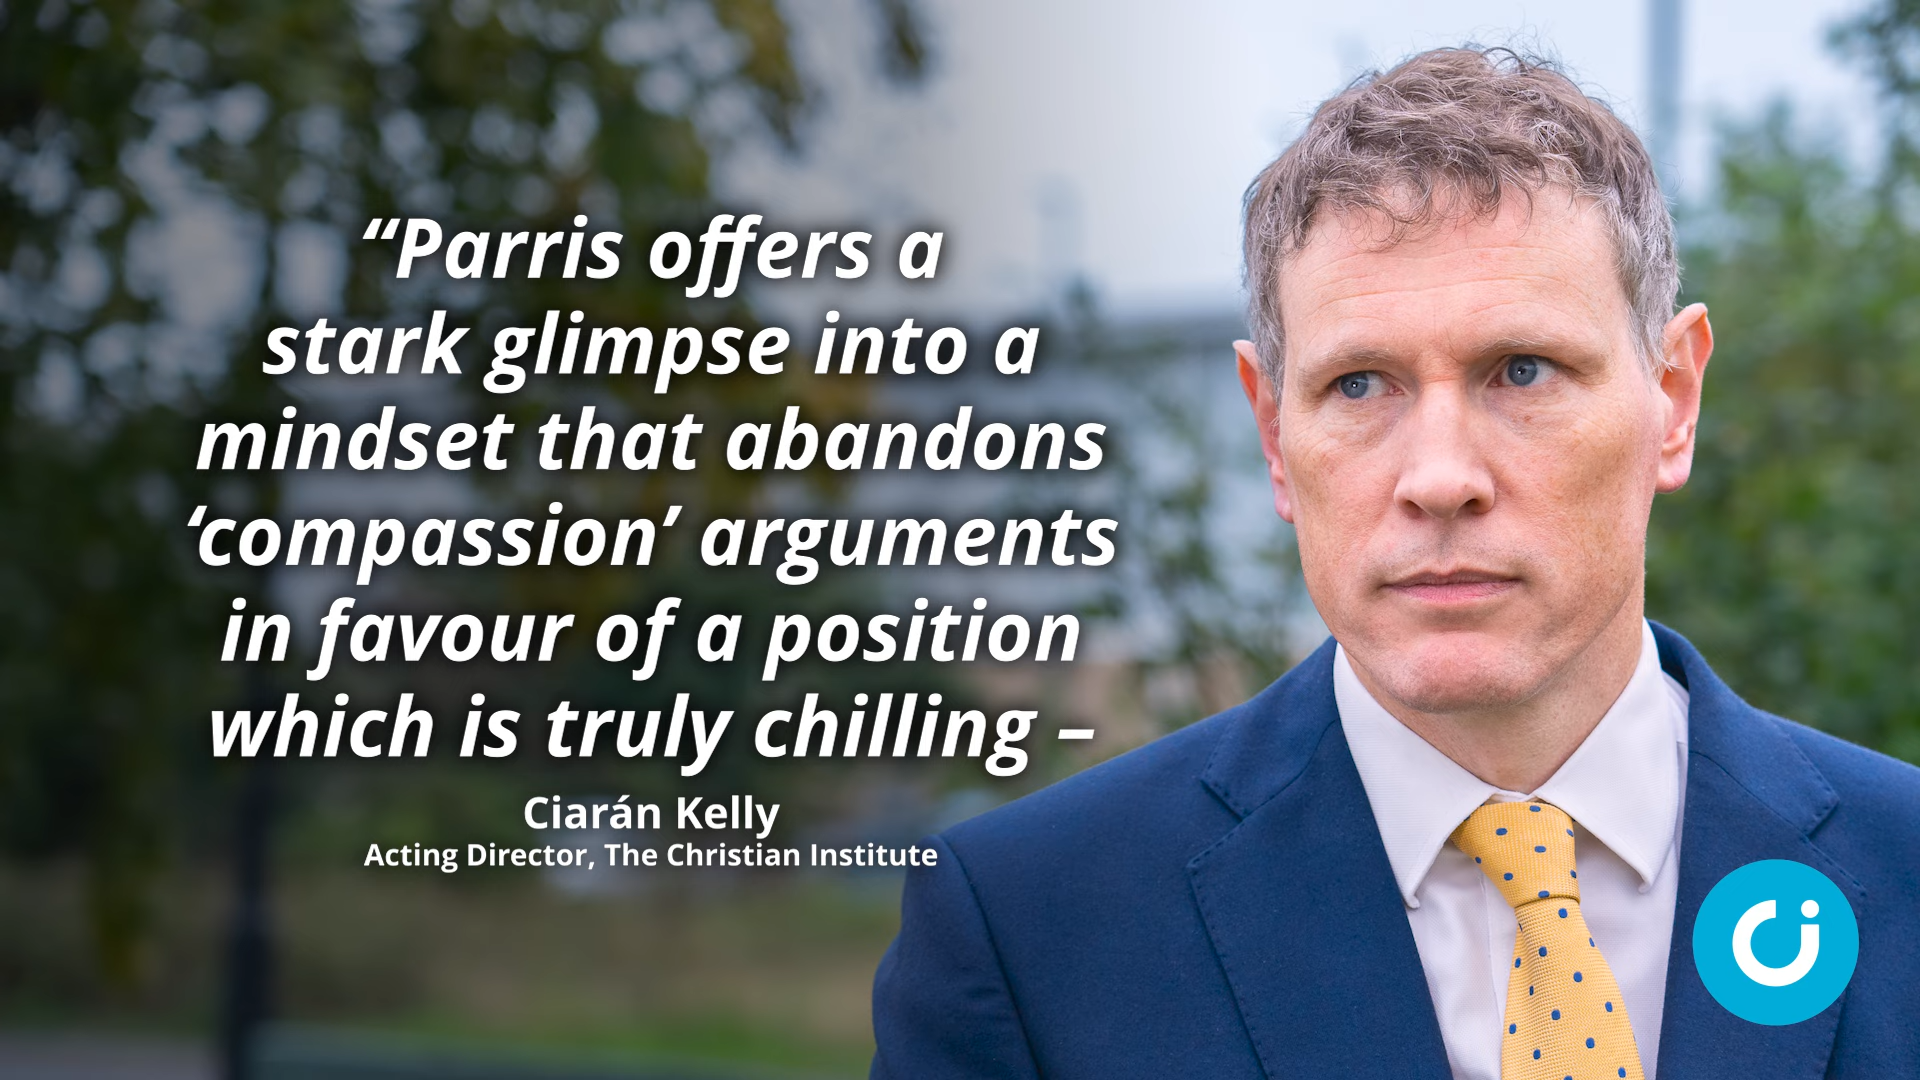 “Parris offers a
stark glimpse into a
mindset that abandons
‘compassion’ arguments
in favour of a position
which is truly chilling –
Ciarán Kelly
Acting Director, The Christian Institute
Ci